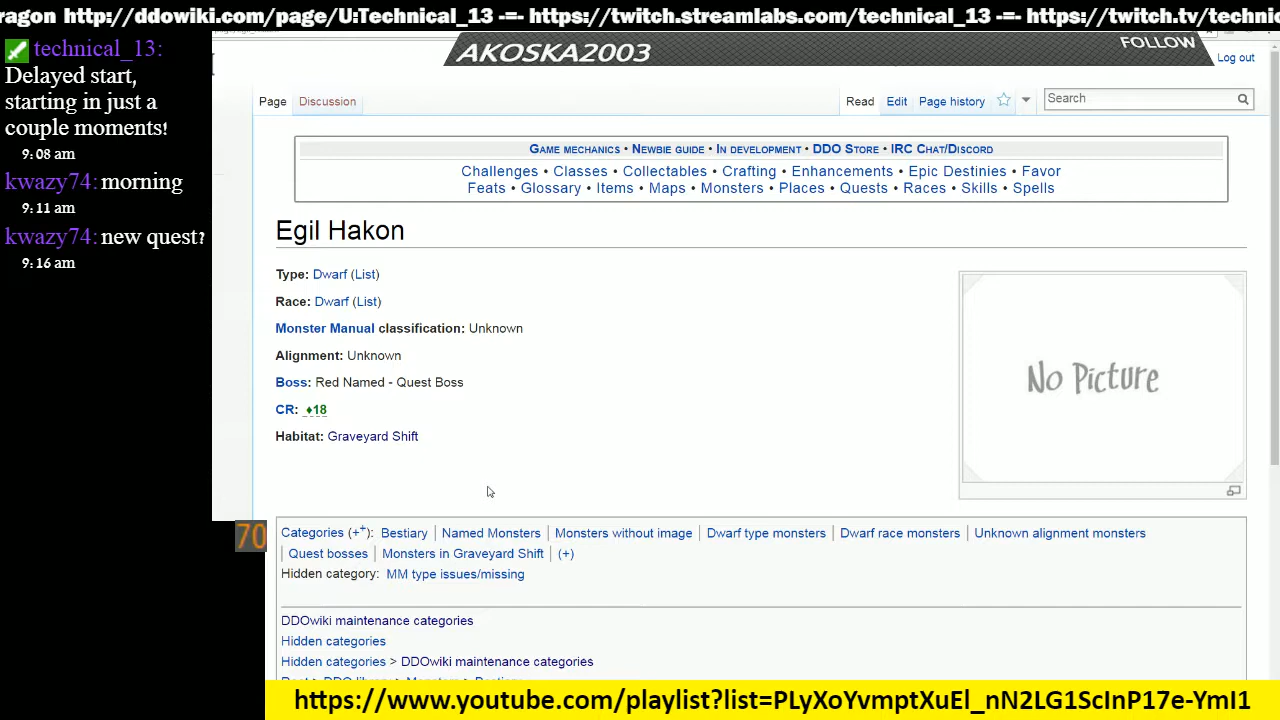 ragon http://ddowiki.com/page/U:Technical_13 -=- https://twitch.streamlabs.com/technical_13 -=- https://twitch.tv/techni
technical_13:
Delayed start,
starting in just a
couple moments!
9:08 am
kwazy74: morning
9:11 am
kwazy74: new quest?
9:16 am
AKOSKA2003
FOLLOW
Log out
Page Discussion Read Edit Page history Search
Game mechanics • Newbie guide • In development • DDO Store • IRC Chat/Discord
Challenges • Classes • Collectables • Crafting • Enhancements • Epic Destinies • Favor
Feats • Glossary • Items • Maps • Monsters • Places • Quests • Races • Skills • Spells
Egil Hakon
Type: Dwarf (List)
Race: Dwarf (List)
Monster Manual classification: Unknown
Alignment: Unknown
Boss: Red Named - Quest Boss
CR: ♦18
Habitat: Graveyard Shift
No Picture
70
Categories (+⁺): Bestiary | Named Monsters | Monsters without image | Dwarf type monsters | Dwarf race monsters | Unknown alignment monsters
| Quest bosses | Monsters in Graveyard Shift | (+)
Hidden category: MM type issues/missing
DDOwiki maintenance categories
Hidden categories
Hidden categories > DDOwiki maintenance categories
https://www.youtube.com/playlist?list=PLyXoYvmptXuEl_nN2LG1ScInP17e-YmI1